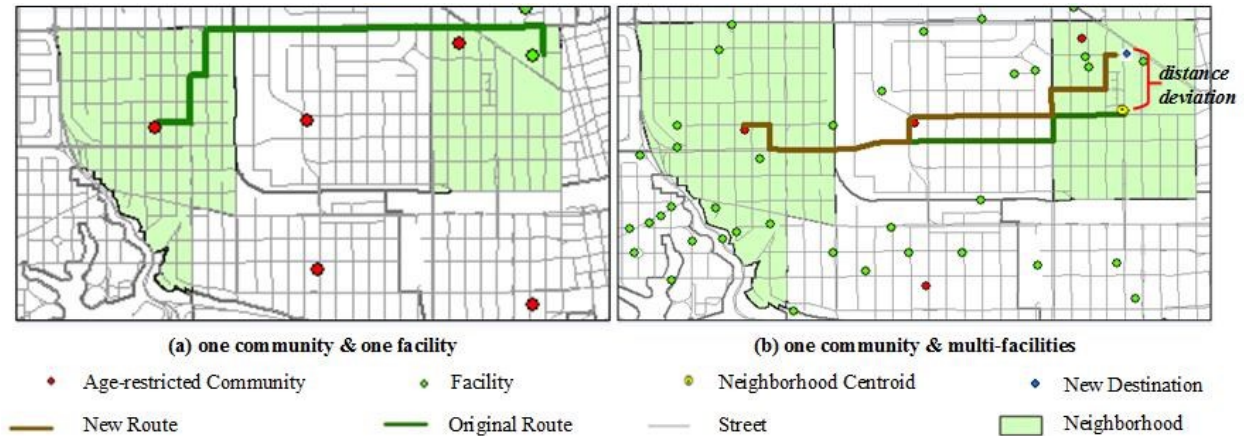 distance
deviation
(a) one community & one facility
(b) one community & multi-facilities
Age-restricted Community
Facility
Neighborhood Centroid
New Destination
New Route
Original Route
Street
Neighborhood